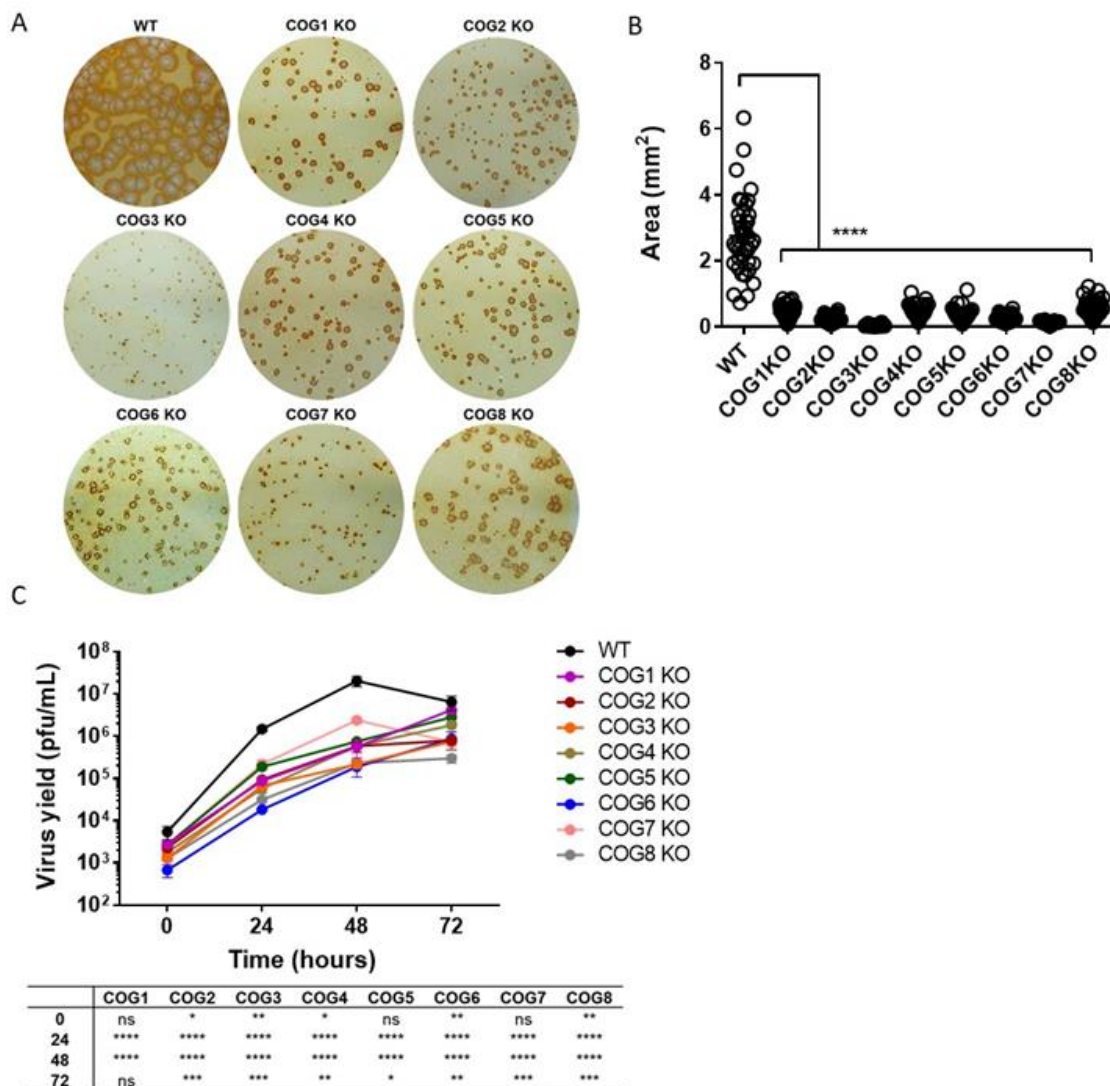 A
WT
COG1 KO
COG2 KO
COG3 KO
COG4 KO
COG5 KO
COG6 KO
COG7 KO
COG8 KO
B
8
6
4
2
0
Area (mm²)
****
WT
COG1KO
COG2KO
COG3KO
COG4KO
COG5KO
COG6KO
COG7KO
COG8KO
C
Virus yield (pfu/mL)
10⁸
10⁷
10⁶
10⁵
10⁴
10³
10²
0 24 48 72
Time (hours)
WT
COG1 KO
COG2 KO
COG3 KO
COG4 KO
COG5 KO
COG6 KO
COG7 KO
COG8 KO
COG1 COG2 COG3 COG4 COG5 COG6 COG7 COG8
0 ns * ** * ns ** ns **
24 **** **** **** **** **** **** **** ****
48 **** **** **** **** **** **** **** ****
72 ns *** *** ** * ** *** ***